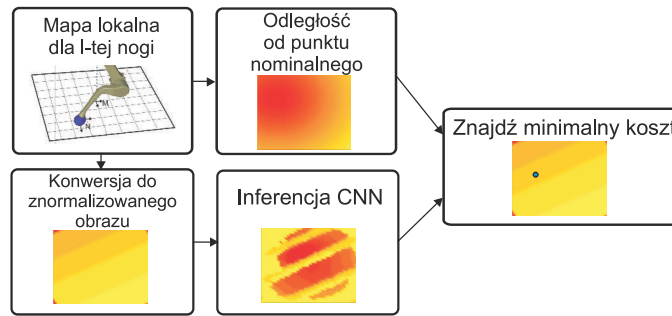 Mapa lokalna
dla l-tej nogi
M
N
Odległość
od punktu
nominalnego
Konwersja do
znormalizowanego
obrazu
Inferencja CNN
Znajdź minimalny koszt